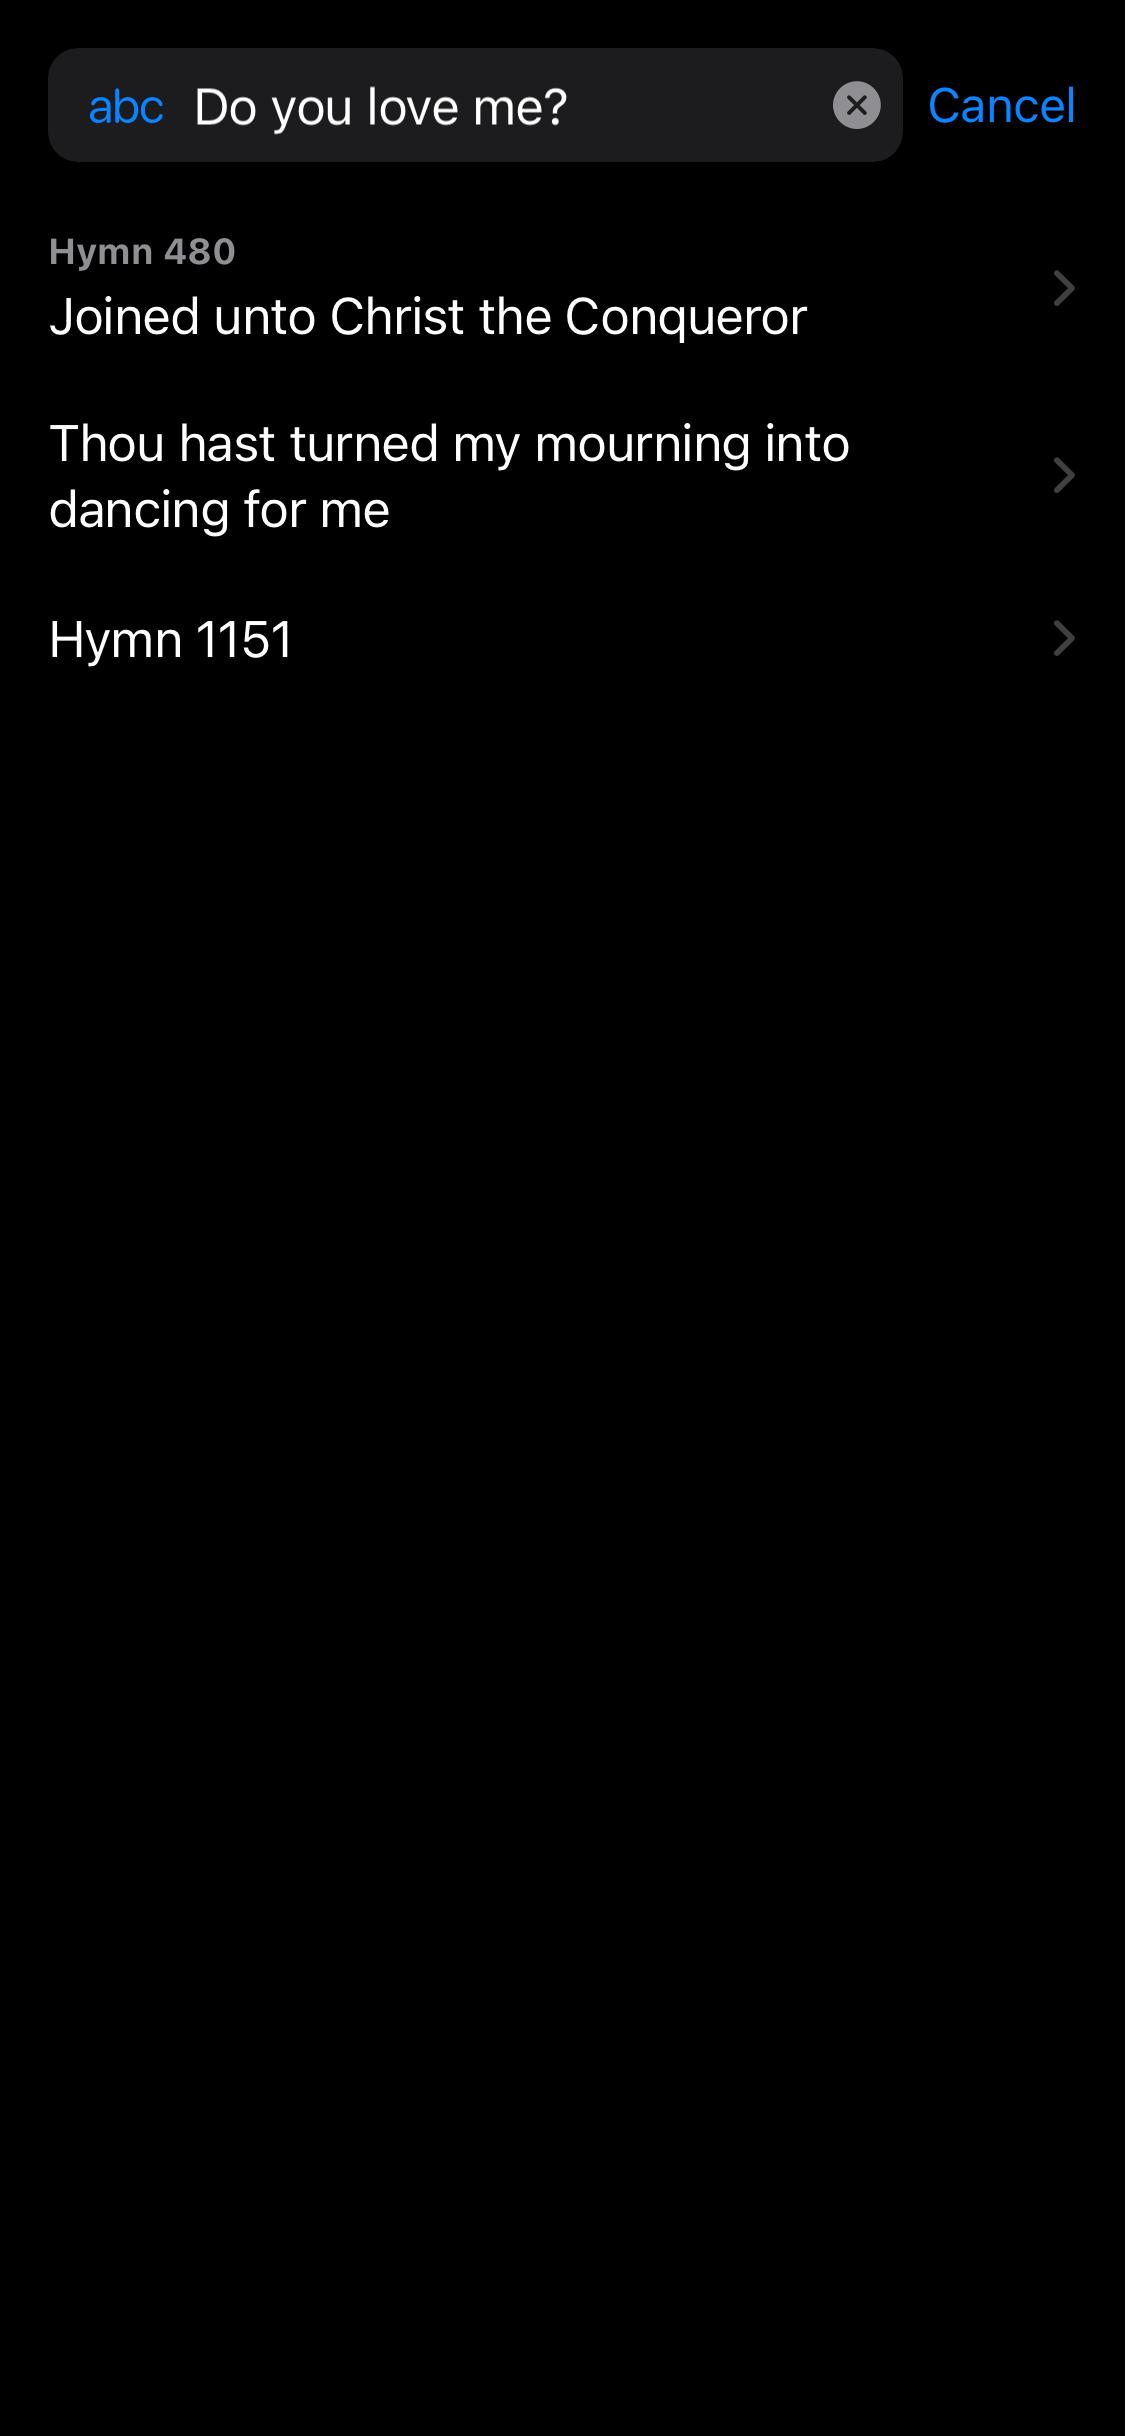 abc Do you love me? Cancel
Hymn 480
Joined unto Christ the Conqueror
Thou hast turned my mourning into
dancing for me
Hymn 1151